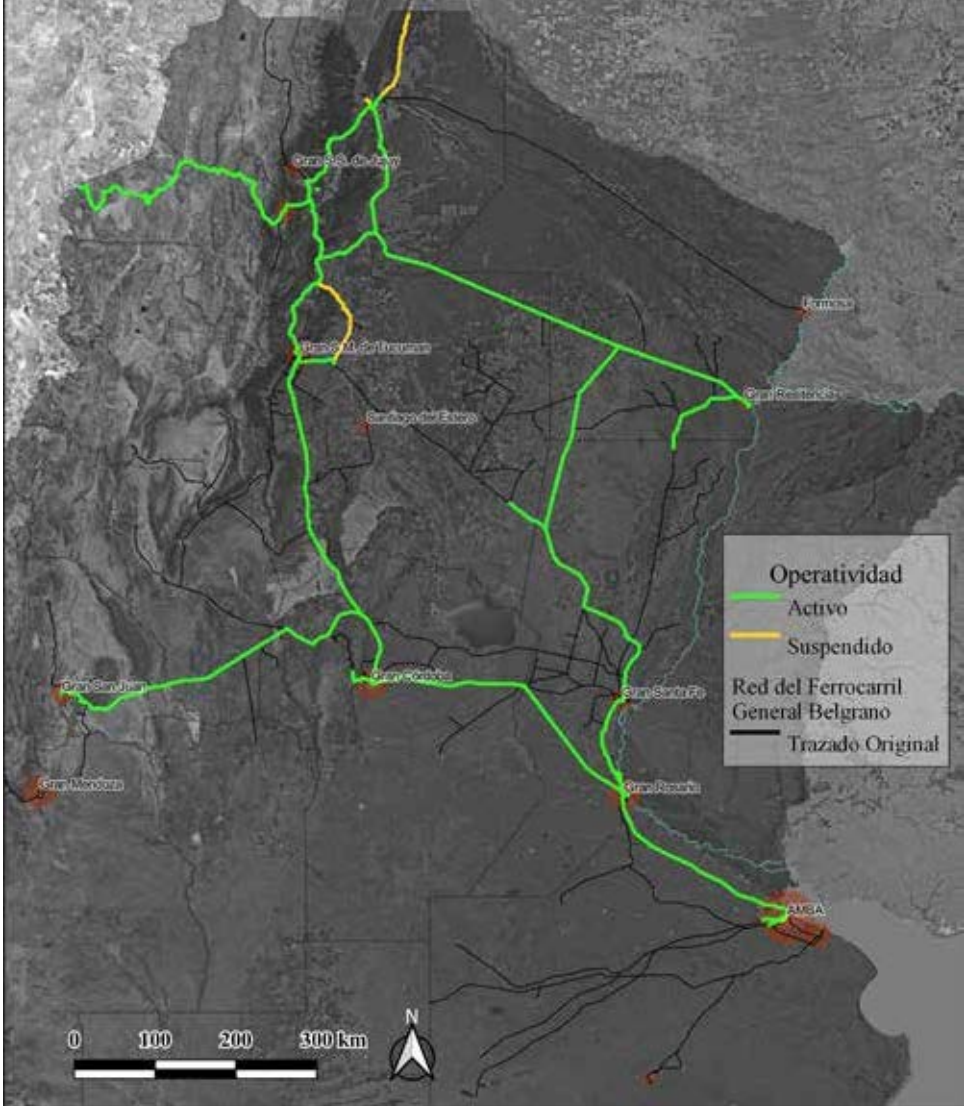 Gran S.S. de Jujuy
Formosa
Gran S.M. de Tucuman
Gran Resistencia
Santiago del Estero
Operatividad
Activo
Suspendido
Red del Ferrocarril
General Belgrano
Trazado Original
Gran San Juan
Gran Córdoba
Gran Santa Fe
Gran Mendoza
Gran Rosario
AMBA
N
0 100 200 300 km